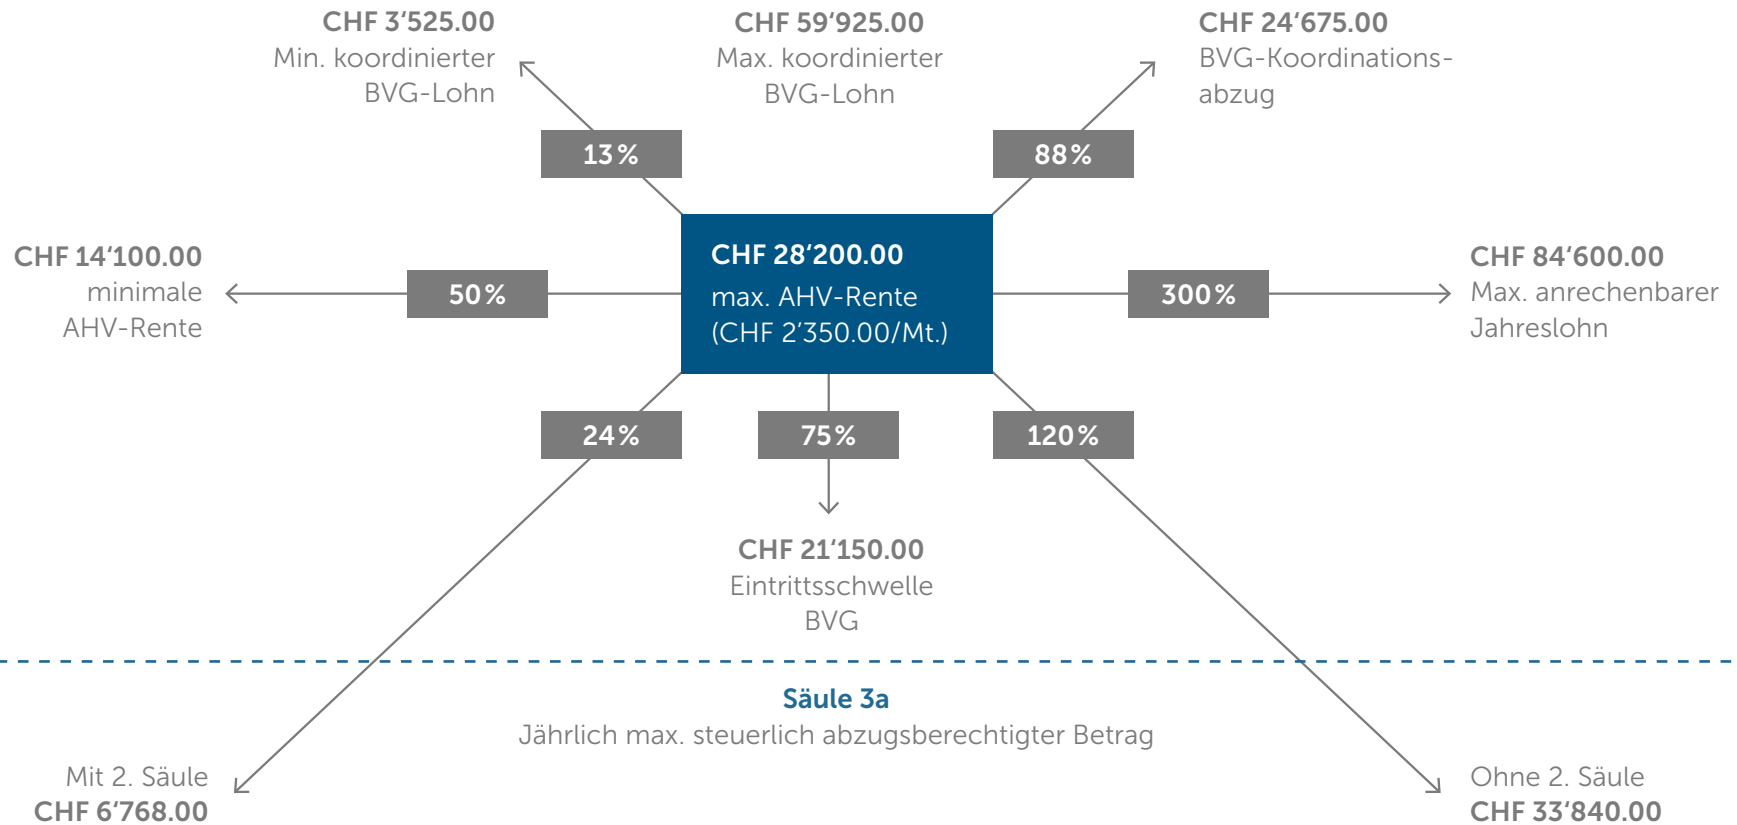 CHF 3‘525.00
Min. koordinierter
BVG-Lohn
CHF 59‘925.00
Max. koordinierter
BVG-Lohn
CHF 24‘675.00
BVG-Koordinations-
abzug
13%
88%
CHF 14‘100.00
minimale
AHV-Rente
50%
CHF 28‘200.00
max. AHV-Rente
(CHF 2’350.00/Mt.)
300%
CHF 84‘600.00
Max. anrechenbarer
Jahreslohn
24%
75%
120%
CHF 21‘150.00
Eintrittsschwelle
BVG
Säule 3a
Jährlich max. steuerlich abzugsberechtigter Betrag
Mit 2. Säule
CHF 6‘768.00
Ohne 2. Säule
CHF 33‘840.00